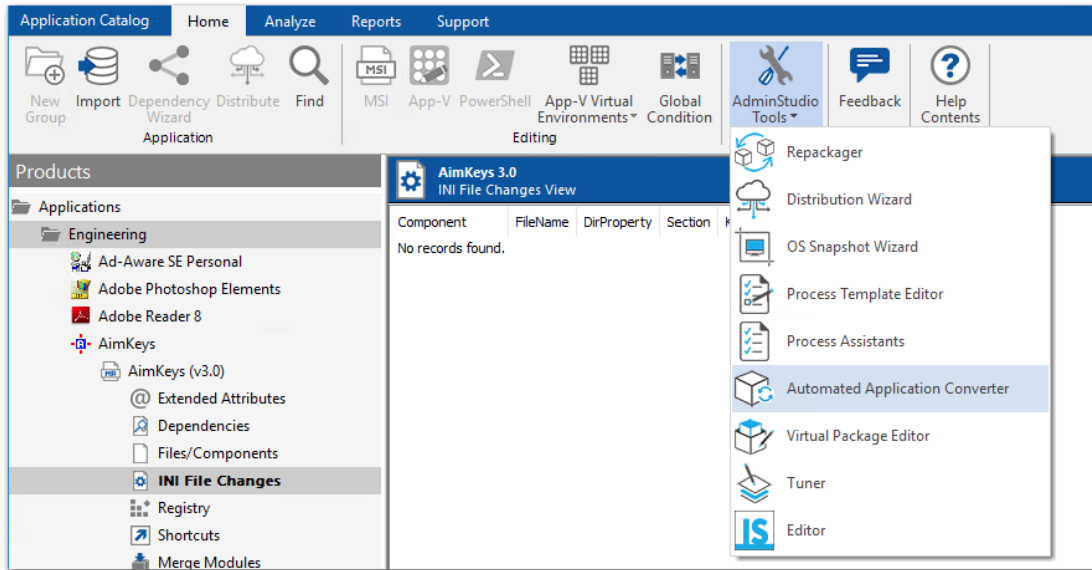 Application Catalog Home Analyze Reports Support
New Group Import Dependency Wizard Distribute Find MSI MSI App-V PowerShell App-V Virtual Environments Global Condition AdminStudio Tools Feedback Help Contents
Application Editing
Products
Applications
Engineering
Ad-Aware SE Personal
Adobe Photoshop Elements
Adobe Reader 8
AimKeys
AimKeys (v3.0)
Extended Attributes
Dependencies
Files/Components
INI File Changes
Registry
Shortcuts
Merge Modules
AimKeys 3.0
INI File Changes View
Component FileName DirProperty Section
No records found.
Repackager
Distribution Wizard
OS Snapshot Wizard
Process Template Editor
Process Assistants
Automated Application Converter
Virtual Package Editor
Tuner
IS Editor